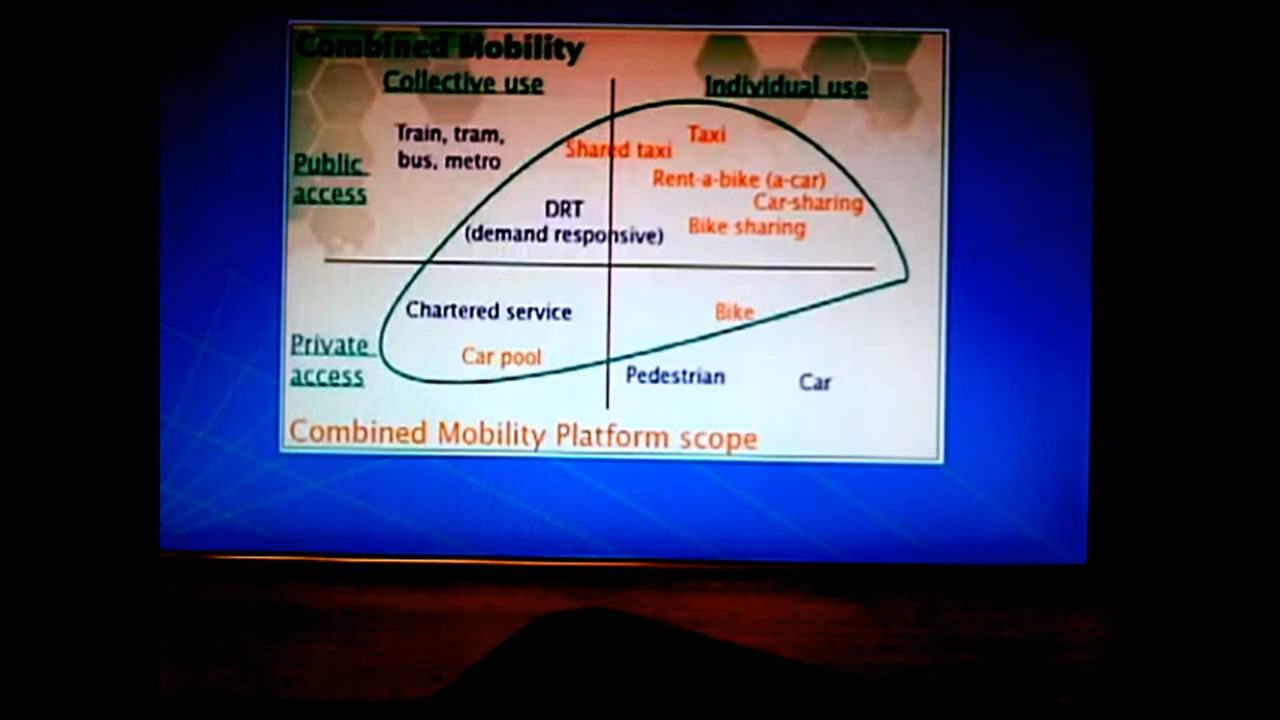 Combined Mobility
Collective use
Individual use
Public
access
Train, tram,
bus, metro
Shared taxi
Taxi
Rent-a-bike (a-car)
Car-sharing
Bike sharing
DRT
(demand responsive)
Private
access
Chartered service
Car pool
Bike
Pedestrian
Car
Combined Mobility Platform scope